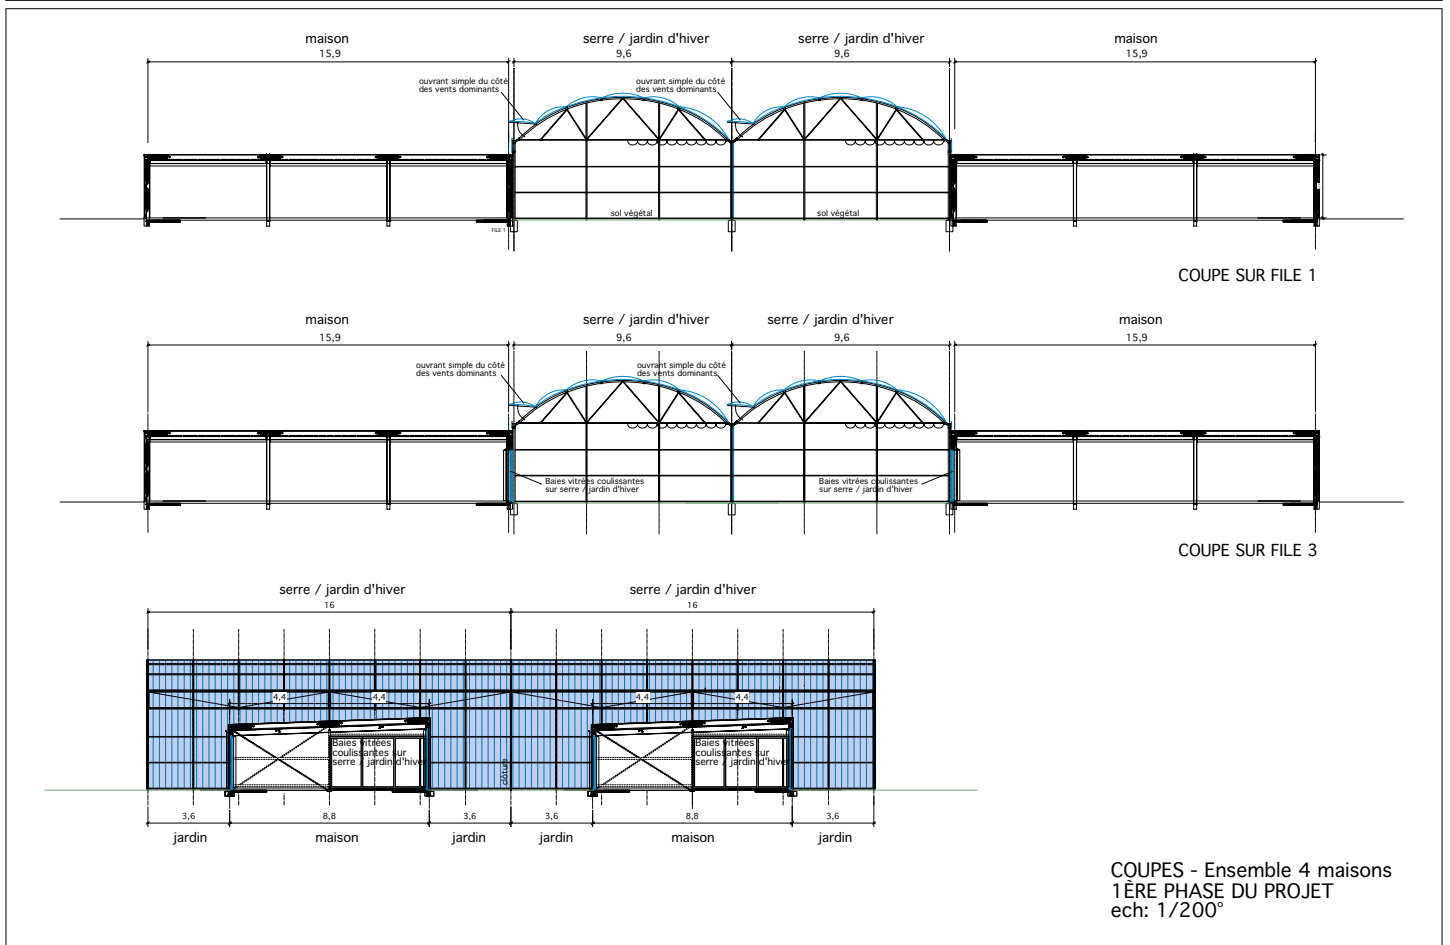 maison
serre / jardin d'hiver
serre / jardin d'hiver
maison
15,9
9,6
9,6
15,9
ouvrant simple du côté
des vents dominants
ouvrant simple du côté
des vents dominants
sol végétal
sol végétal
FILE 1
COUPE SUR FILE 1
maison
serre / jardin d'hiver
serre / jardin d'hiver
maison
15,9
9,6
9,6
15,9
ouvrant simple du côté
des vents dominants
ouvrant simple du côté
des vents dominants
Baies vitrées coulissantes
sur serre / jardin d'hiver
Baies vitrées coulissantes
sur serre / jardin d'hiver
COUPE SUR FILE 3
serre / jardin d'hiver
serre / jardin d'hiver
16
16
4,4
4,4
4,4
4,4
Baies vitrées
coulissantes sur
serre / jardin d'hiver
clôture
Baies vitrées
coulissantes sur
serre / jardin d'hiver
3,6
8,8
3,6
3,6
8,8
3,6
jardin
maison
jardin
jardin
maison
jardin
COUPES - Ensemble 4 maisons
1ÈRE PHASE DU PROJET
ech: 1/200°